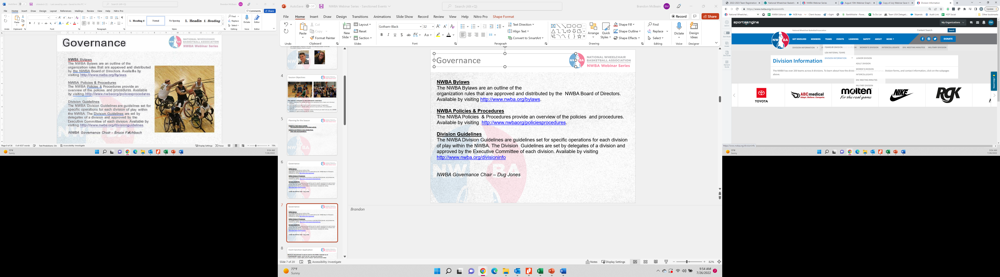 AutoSave Off slidedeck (3) - Last saved by user - Saved to this PC
Search (Alt+Q)
Brandon McBeain BM
File Home Insert Draw Design Layout References Mailings Review View Help Nitro Pro
Comments Share
Paste
1. Heading 6 Normal No Spacing 1. Headin 1. Heading
Find
Replace
Select
Dictate Editor
Undo Clipboard Font Paragraph Styles Editing Voice Editor
Governance
NATIONAL WHEELCHAIR
BASKETBALL ASSOCIATION
NWBA Webinar Series
NWBA Bylaws
The NWBA Bylaws are an outline of the
organization rules that are approved and distributed
by the NWBA Board of Directors. Available by
visiting http://www.nwba.org/bylaws.
NWBA Policies & Procedures
The NWBA Policies & Procedures provide an
overview of the policies and procedures. Available
by visiting http://www.nwbaorg/policiesprocedures
Division Guidelines
The NWBA Division Guidelines are guidelines set for
specific operations for each division of play within
the NWBA. The Division Guidelines are set by
delegates of a division and approved by the
Executive Committee of each division. Available by
visiting http://www.nwba.org/divisionguidelines.
NWBA Governance Chair - Bruce
Page 9 of 36 0 of 4337 words Text Predictions: On Accessibility: Investigate Display Settings Focus 70%
77°F
Sunny
9:54 AM
7/26/2022
AutoSave Off NWBA Webinar Series - Sanctioned Events
Search (Alt+Q)
Brandon McBeain BM
File Home Insert Draw Design Transitions Animations Slide Show Record Review View Help Nitro Pro Shape Format
Record Share
Paste
Cut
Copy
Format Painter
New
Slide
Layout
Reset
Section
Gotham-Black 32
Text Direction
Align Text
Convert to SmartArt
Arrange
Quick
Styles
Shape Fill
Shape Outline
Shape Effects
Find
Replace
Select
Dictate
Design
Ideas
Undo Clipboard Slides Font Paragraph Drawing Editing Voice Designer
4
Session Objectives
5
Planning for the Season
6
Governance
7
Governance
8
Event Sanction Application
Governance
NATIONAL WHEELCHAIR
BASKETBALL ASSOCIATION
NWBA Webinar Series
NWBA Bylaws
The NWBA Bylaws are an outline of the
organization rules that are approved and distributed by the NWBA Board of Directors.
Available by visiting http://www.nwba.org/bylaws.
NWBA Policies & Procedures
The NWBA Policies & Procedures provide an overview of the policies and procedures.
Available by visiting http://www.nwbaorg/policiesprocedures.
Division Guidelines
The NWBA Division Guidelines are guidelines set for specific operations for each division
of play within the NWBA. The Division Guidelines are set by delegates of a division and
approved by the Executive Committee of each division. Available by visiting
http://www.nwba.org/divisioninfo
NWBA Governance Chair – Dug Jones
Brandon
Slide 7 of 20 Accessibility: Investigate Notes Display Settings 82%
77°F
Sunny
9:54 AM
7/26/2022
7
2022-2023 Team Registration National Wheelchair Basketb NWBA Webinar Series August 10th Webinar Graphi Copy of July Webinar Save th Division Information
https://www.nwba.org/divisioninfo
Update
National Wheelchai... NWBA Editorial NGB Hub Client Access i-Sight BankMobile - Powe... To Do List Team USA Delegati... Stipends Audit Link HOF Social Other bookmarks
sportsengine
My Organizations
BM
National Wheelchair Basketball Association
Content Search Search
NWBA
GET INVOLVED MEMBERS TEAMS EVENTS LEARNING SAFETY ABOUT MORE +
DONATE
DIVISION INFORMATION WOMEN'S DIVISION INTERCOLLEGIATE DIV. MEETING MINUTES MILITARY DIVISION
TEAMS BY DIVISION
USA NATIONAL TEAMS
DIVISION INFORMATION
JUNIOR DIVISION
ADULT DIVISION
WOMEN'S DIVISION
INTERCOLLEGIATE
DIV. MEETING MINUTES
MILITARY DIVISION
Division Information
The NWBA has over 200 teams across 8 divisions. To learn about how the division forms, and contact information, click on the subpages
above.
Need Help?
TOYOTA
ABC medical
Adapt. Believe. Compete.
molten
For the real game
NIKE
RGK
https://www.nwba.org/divisioninfo
77°F
Sunny
9:54 AM
7/26/2022